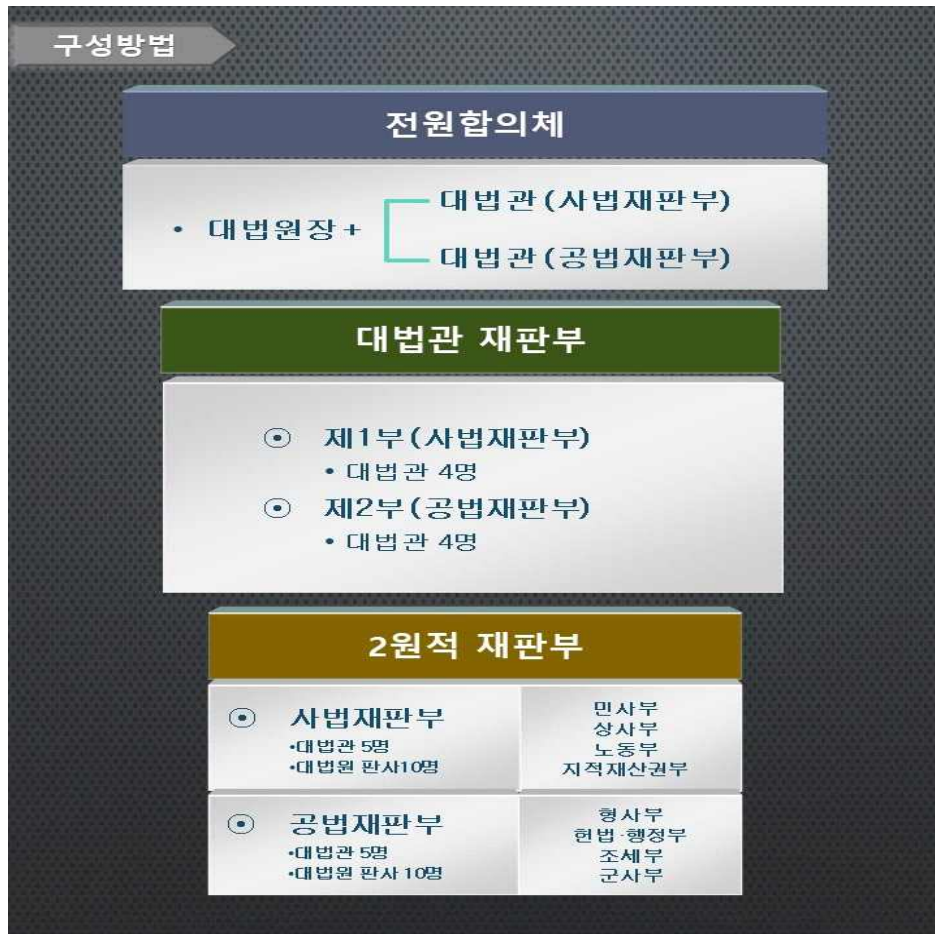 구성방법
전원합의체
• 대법원장+
대법관(사법재판부)
대법관(공법재판부)
대법관 재판부
⊙ 제1부(사법재판부)
• 대법관 4명
⊙ 제2부(공법재판부)
• 대법관 4명
2원적 재판부
⊙ 사법재판부
•대법관 5명
•대법원 판사10명
민사부
상사부
노동부
지적재산권부
⊙ 공법재판부
•대법관 5명
•대법원 판사 10명
형사부
헌법·행정부
조세부
군사부